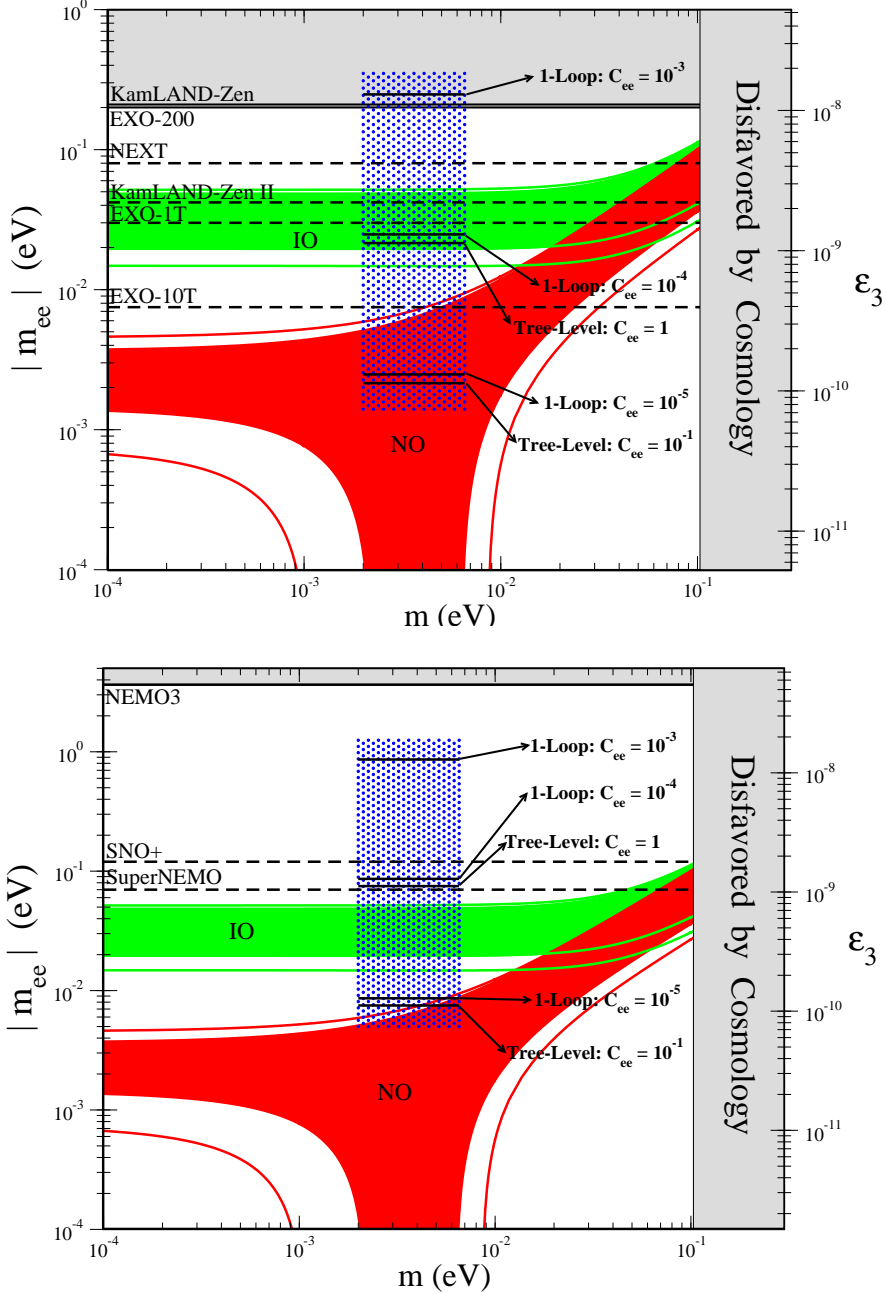 10^0
1-Loop: C_ee = 10^-3
KamLAND-Zen
10^-8
EXO-200
NEXT
10^-1
KamLAND-Zen II
EXO-1T
IO
10^-9
1-Loop: C_ee = 10^-4
EXO-10T
10^-2
Tree-Level: C_ee = 1
1-Loop: C_ee = 10^-5
10^-10
Tree-Level: C_ee = 10^-1
10^-3
NO
10^-11
10^-4
| m_ee | (eV)
Disfavored by Cosmology
ε_3
10^-4 10^-3 10^-2 10^-1
m (eV)
NEMO3
1-Loop: C_ee = 10^-3
10^0
10^-8
1-Loop: C_ee = 10^-4
Tree-Level: C_ee = 1
SNO+
10^-1
SuperNEMO
10^-9
IO
10^-2
1-Loop: C_ee = 10^-5
10^-10
Tree-Level: C_ee = 10^-1
NO
10^-3
10^-11
10^-4
| m_ee | (eV)
Disfavored by Cosmology
ε_3
10^-4 10^-3 10^-2 10^-1
m (eV)